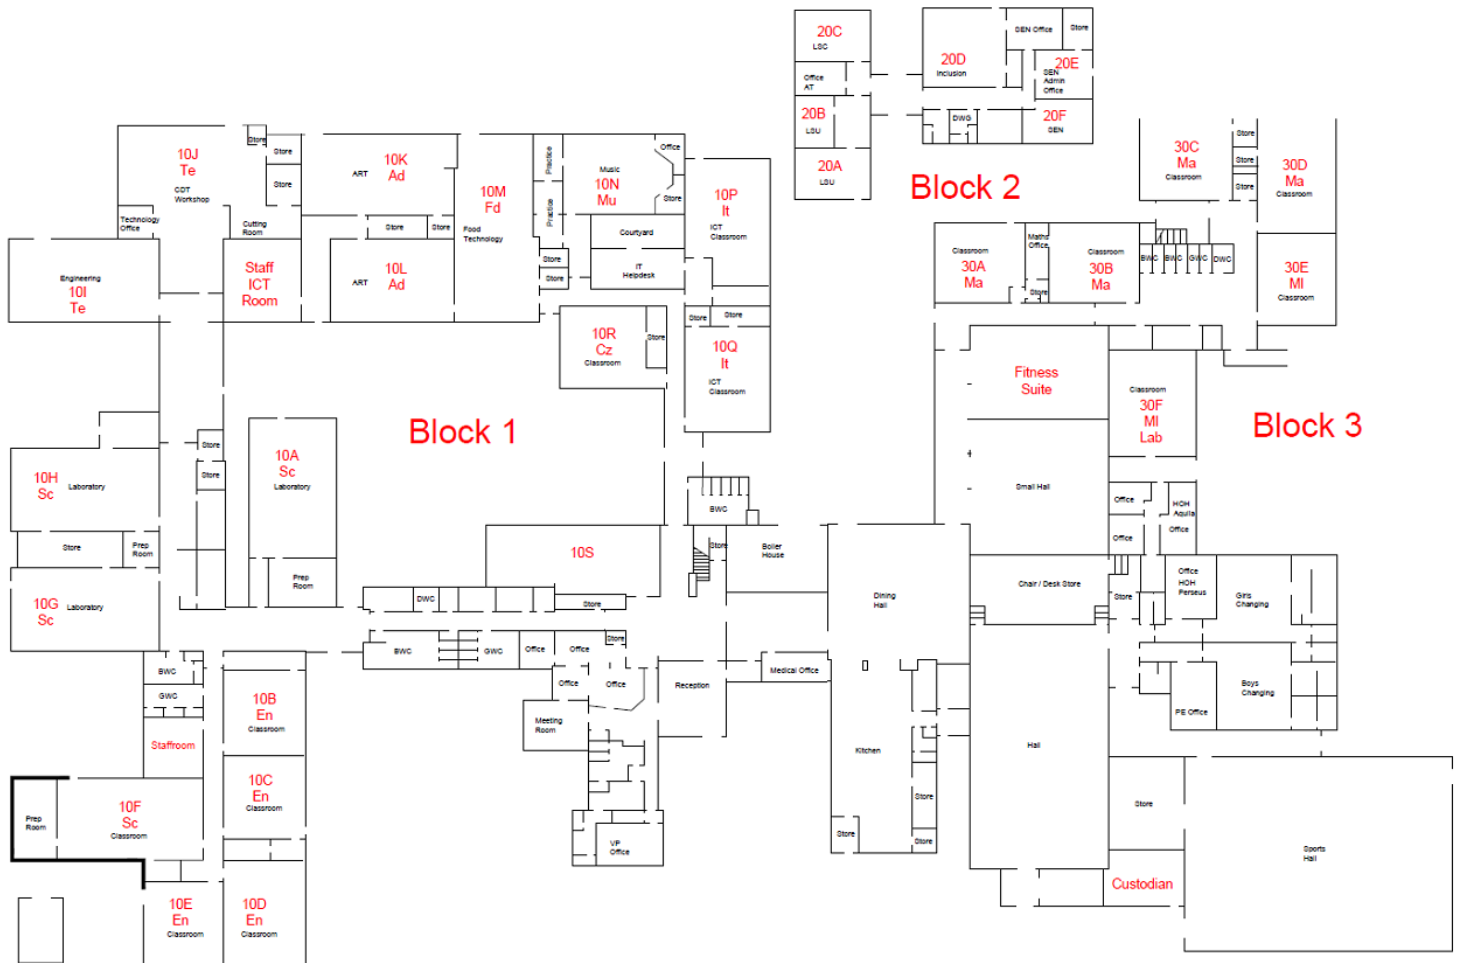 20C
LSC
Office
AT
20B
LSU
20A
LSU
20D
Inclusion
SEN Office
Store
20E
SEN
Admin
Office
DWG
20F
SEN
Block 2
10J
Te
CDT
Workshop
Store
Store
Store
Technology
Office
Cutting
Room
10K
Ad
ART
Store
Store
10L
Ad
ART
10M
Fd
Food
Technology
Practice
Practice
Music
10N
Mu
Office
Store
Courtyard
IT
Helpdesk
Store
Store
10P
It
ICT
Classroom
Engineering
10I
Te
Staff
ICT
Room
10R
Cz
Classroom
Store
Store
Store
10Q
It
ICT
Classroom
Block 1
30C
Ma
Classroom
Store
Store
Store
30D
Ma
Classroom
Classroom
30A
Ma
Maths
Office
Store
Classroom
30B
Ma
BWC
BWC
GWC
DWC
30E
MI
Classroom
Fitness
Suite
Classroom
30F
MI
Lab
Block 3
Small Hall
Office
Office
HOH
Aquila
Office
Chair / Desk Store
Store
Office
HOH
Perseus
Girls
Changing
Boys
Changing
PE Office
Hall
Store
Custodian
Sports
Hall
10H
Sc
Laboratory
Store
Store
10A
Sc
Laboratory
Store
Prep
Room
Prep
Room
10G
Sc
Laboratory
10S
BWC
Store
Boiler
House
DWC
Store
BWC
GWC
Office
Office
Store
Office
Office
Reception
Medical Office
Dining
Hall
Meeting
Room
Kitchen
Store
Store
Store
VP
Office
BWC
GWC
Staffroom
10B
En
Classroom
10C
En
Classroom
Prep
Room
10F
Sc
Classroom
10E
En
Classroom
10D
En
Classroom